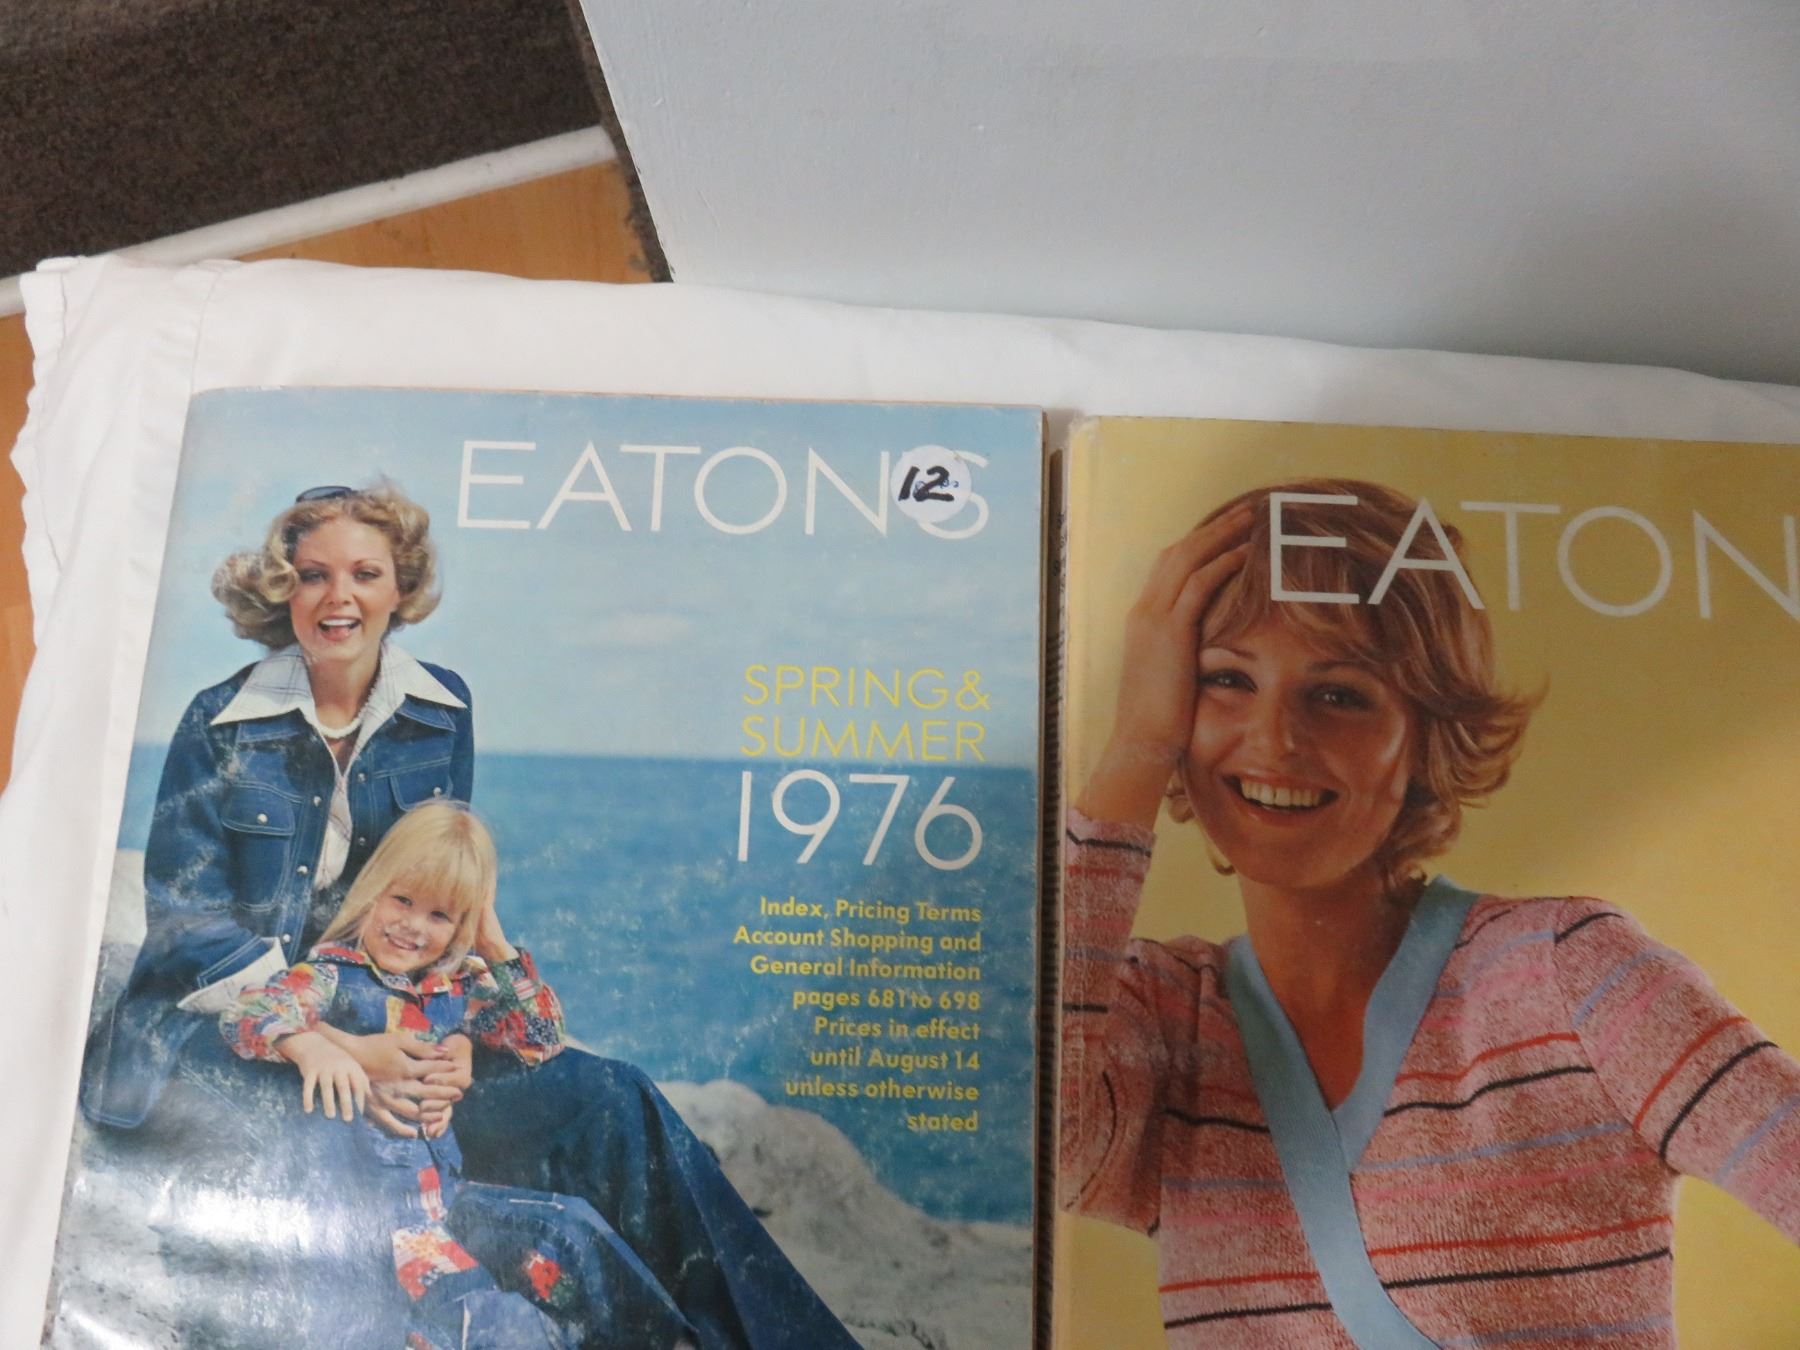 EATON'S
12
SPRING &
SUMMER
1976
Index, Pricing Terms
Account Shopping and
General Information
pages 681 to 698
Prices in effect
until August 14
unless otherwise
stated
EATON